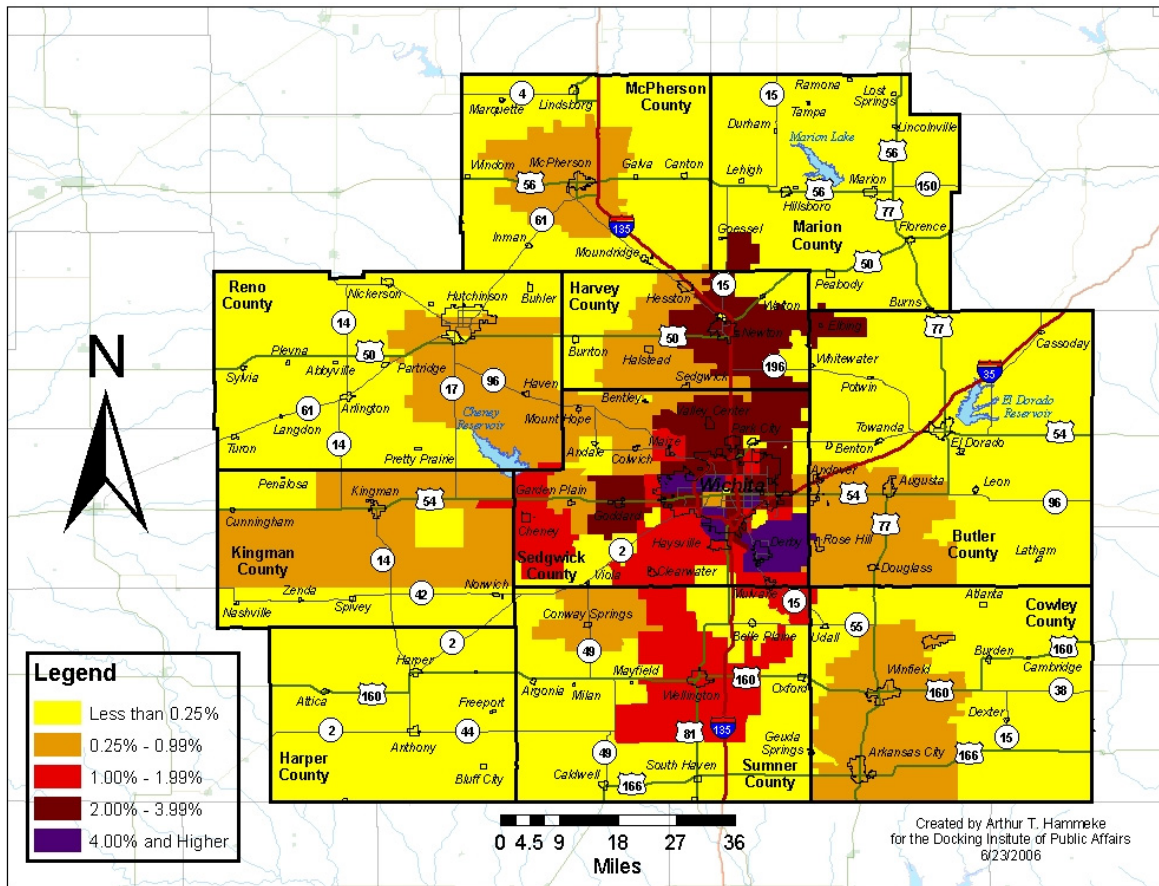 McPherson
County
4
Marquette
Lindsborg
15
Ramona
Tampa
Lost
Springs
Durham
Marion Lake
Lincolnville
56
Windom
McPherson
56
Galva
Canton
Lehigh
56
Hillsboro
Marion
150
61
135
Inman
Moundridge
Goessel
Marion
County
77
Florence
50
Peabody
Burns
Reno
County
Nickerson
Hutchinson
Buhler
Harvey
County
Hesston
15
Walton
Newton
Elbing
14
Plevna
50
Sylvia
Abbyville
Partridge
Burrton
50
Halstead
Sedgwick
196
Whitewater
Potwin
77
Cassoday
35
El Dorado
Reservoir
61
Arlington
Langdon
17
96
Haven
Turon
14
Pretty Prairie
Cheney
Reservoir
Mount Hope
Bentley
Andale
Colwich
Maize
Valley Center
Park City
Benton
Towanda
El Dorado
54
N
Penalosa
Kingman
54
Cunningham
Garden Plain
Goddard
Wichita
Andover
54
Augusta
Leon
96
Cheney
Sedgwick
County
2
Viola
Haysville
Clearwater
Derby
Rose Hill
77
Douglass
Butler
County
Latham
Kingman
County
14
42
Norwich
Nashville
Zenda
Spivey
Mulvane
15
Conway Springs
49
Belle Plaine
Udall
55
Atlanta
Cowley
County
160
Burden
Cambridge
Winfield
160
38
Dexter
15
Harper
2
Attica
160
Freeport
2
44
Anthony
Harper
County
Bluff City
Argonia
Milan
Mayfield
Wellington
160
Oxford
81
135
Geuda
Springs
49
Caldwell
166
South Haven
Sumner
County
Arkansas City
166
Legend
Less than 0.25%
0.25% - 0.99%
1.00% - 1.99%
2.00% - 3.99%
4.00% and Higher
0 4.5 9 18 27 36
Miles
Created by Arthur T. Hammeke
for the Docking Insitute of Public Affairs
6/23/2006